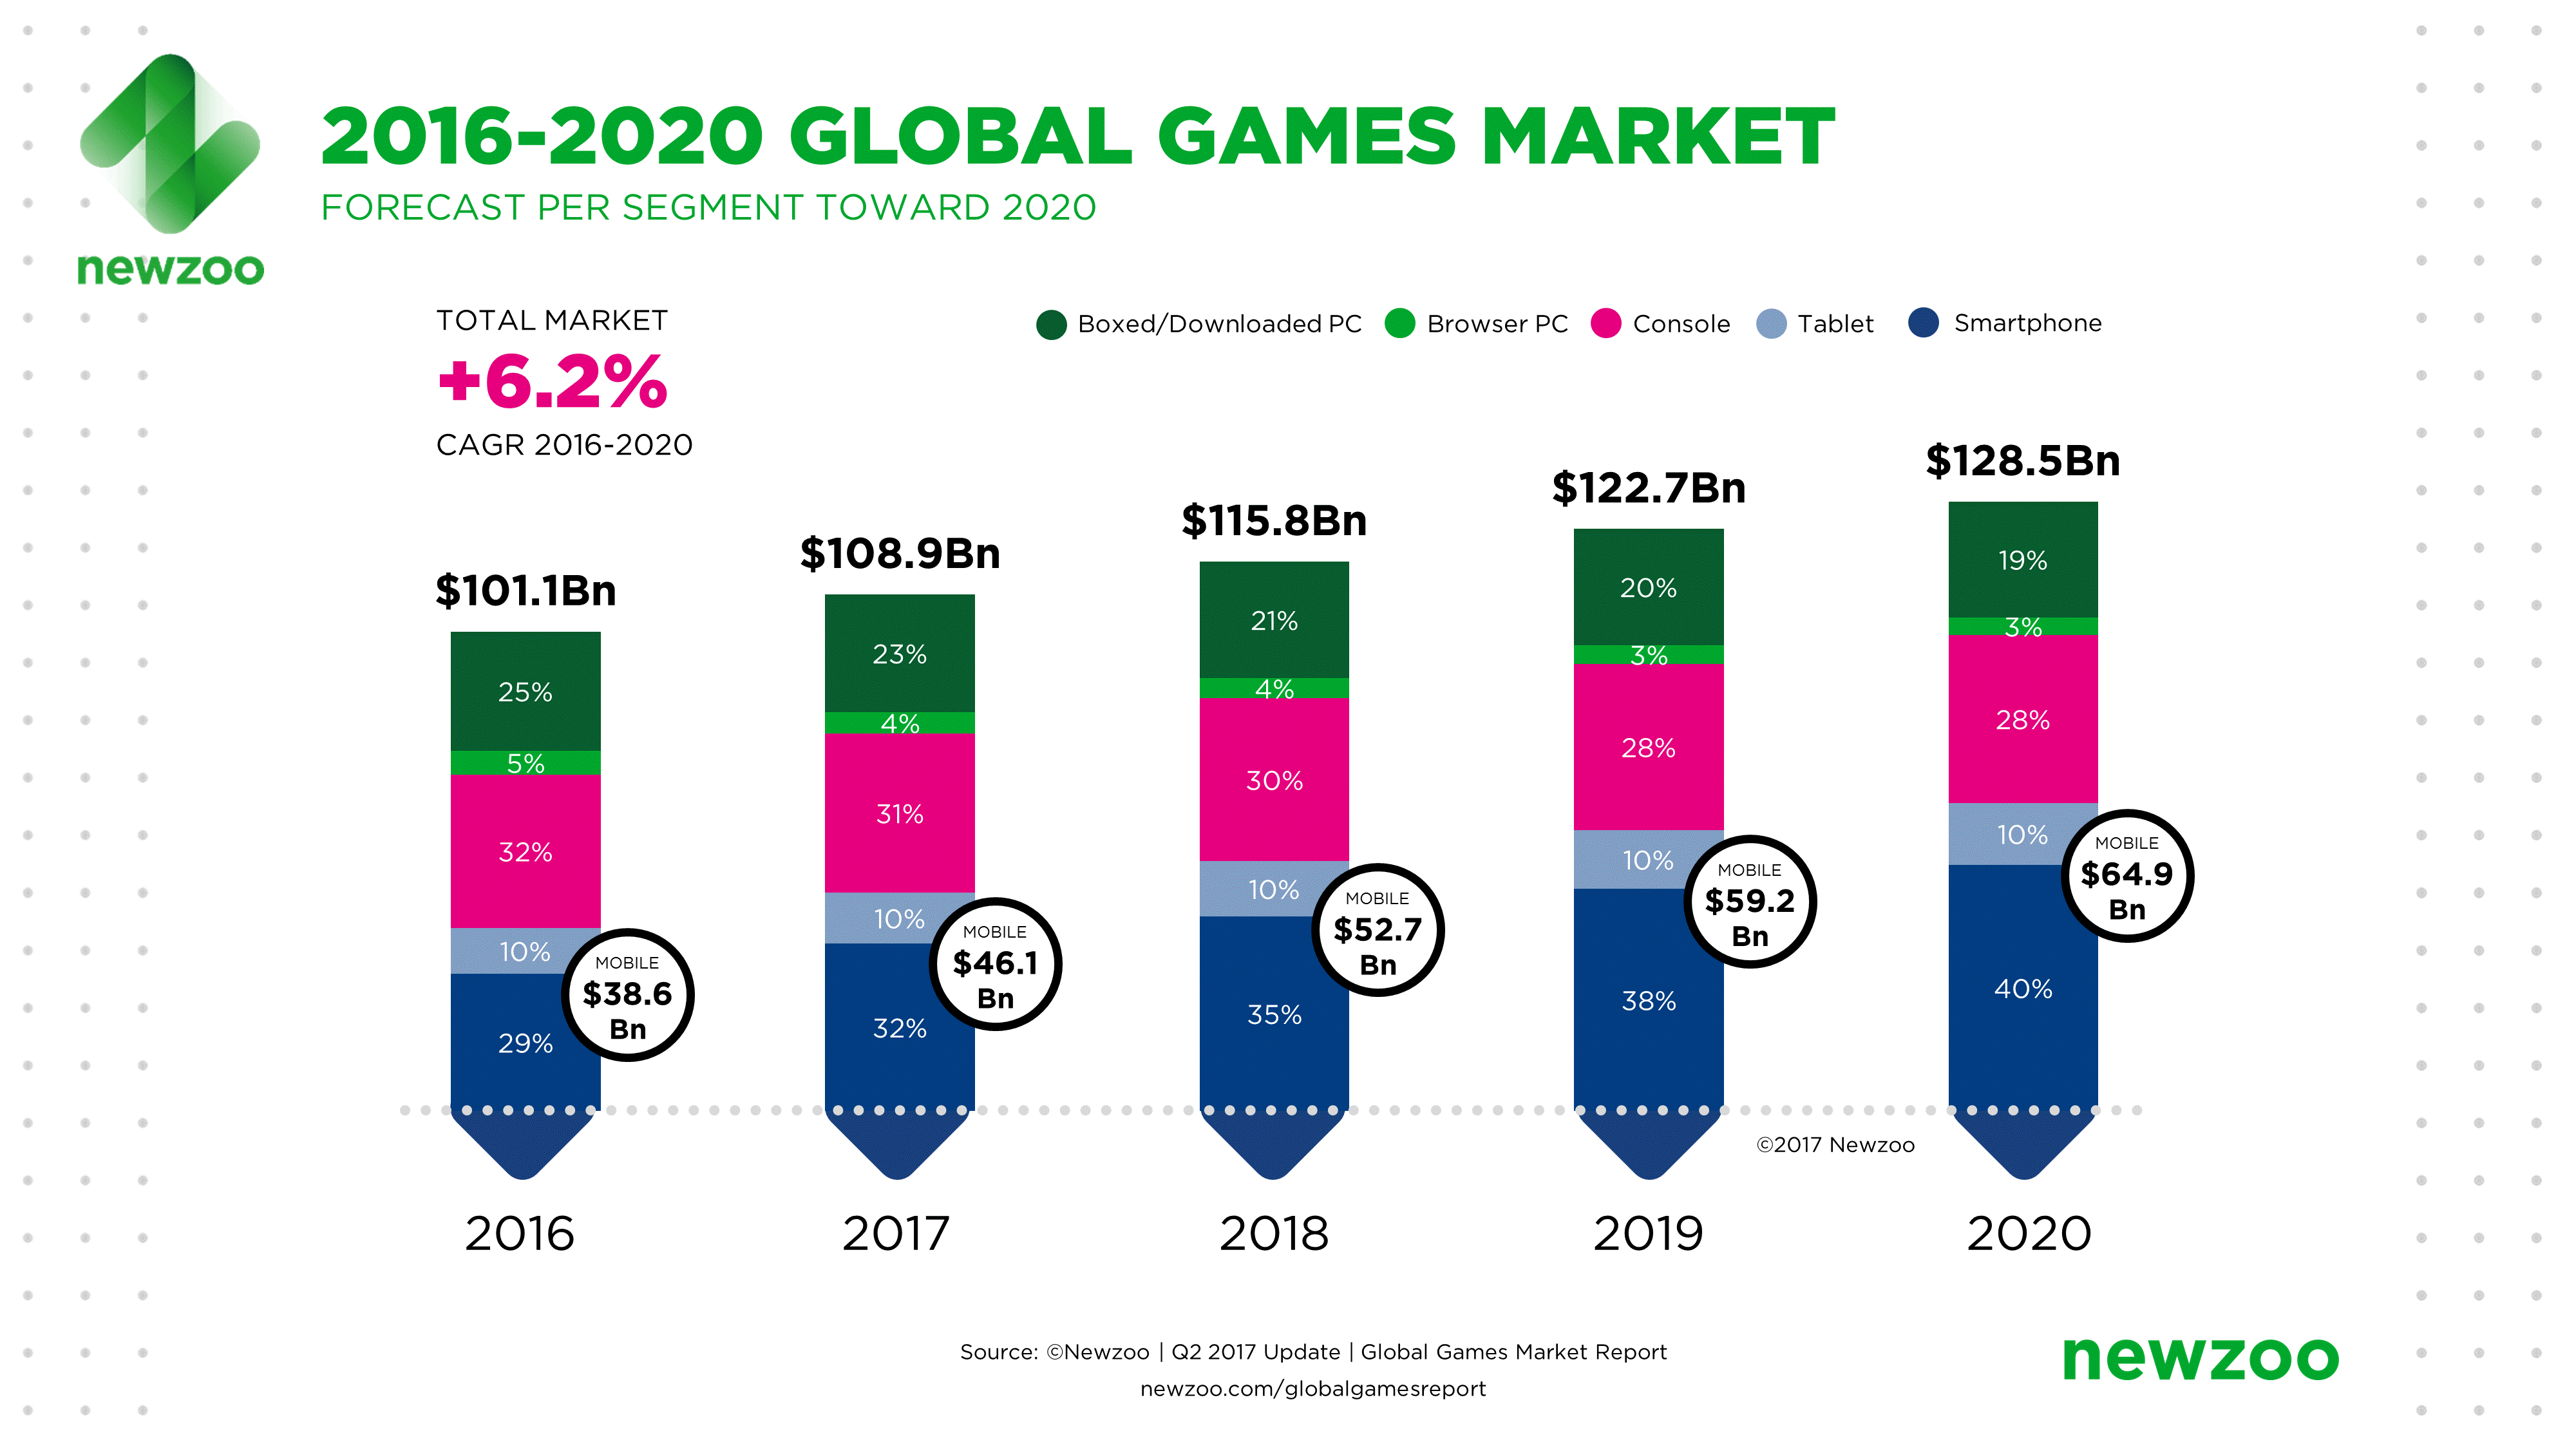 newzoo
2016-2020 GLOBAL GAMES MARKET
FORECAST PER SEGMENT TOWARD 2020
TOTAL MARKET
+6.2%
CAGR 2016-2020
Boxed/Downloaded PC
Browser PC
Console
Tablet
Smartphone
$101.1Bn
25%
5%
32%
10%
29%
MOBILE
$38.6
Bn
2016
$108.9Bn
23%
4%
31%
10%
32%
MOBILE
$46.1
Bn
2017
$115.8Bn
21%
4%
30%
10%
35%
MOBILE
$52.7
Bn
2018
$122.7Bn
20%
3%
28%
10%
38%
MOBILE
$59.2
Bn
2019
$128.5Bn
19%
3%
28%
10%
40%
MOBILE
$64.9
Bn
2020
©2017 Newzoo
Source: ©Newzoo | Q2 2017 Update | Global Games Market Report
newzoo.com/globalgamesreport
newzoo